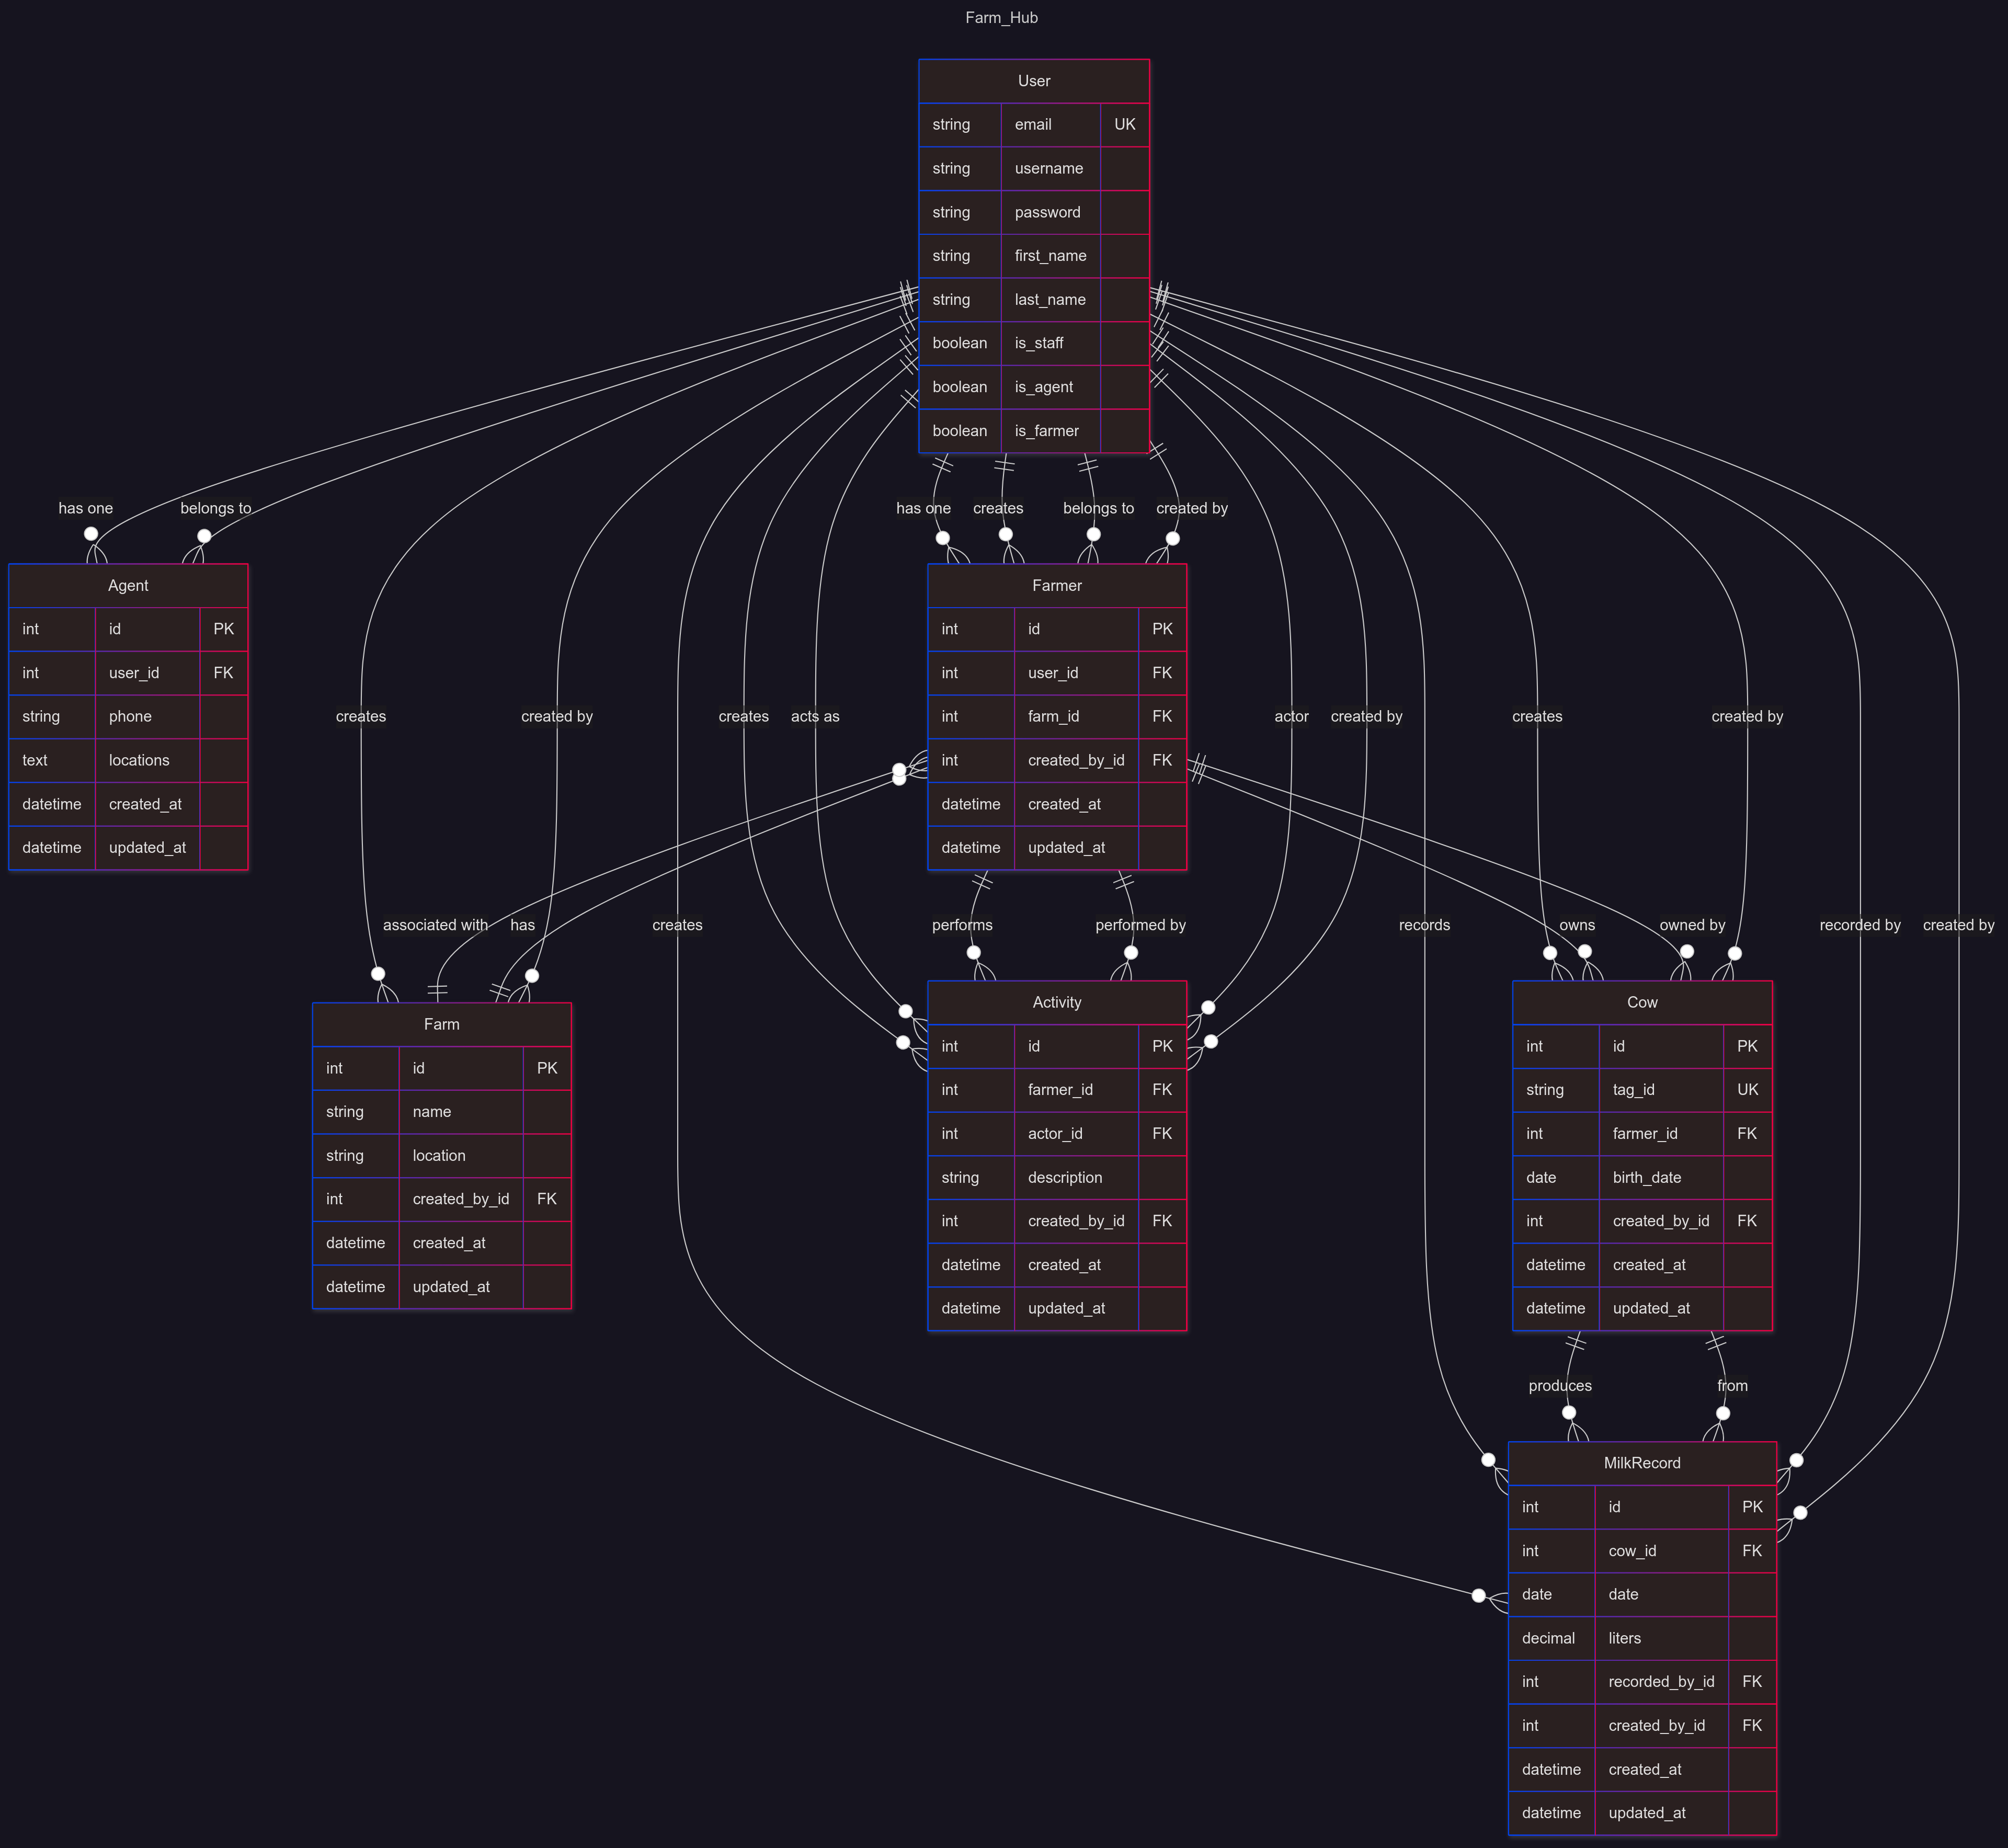 Farm_Hub
User
string email UK
string username
string password
string first_name
string last_name
boolean is_staff
boolean is_agent
boolean is_farmer
has one belongs to has one creates belongs to created by
Agent
int id PK
int user_id FK
string phone
text locations
datetime created_at
datetime updated_at
Farmer
int id PK
int user_id FK
int farm_id FK
int created_by_id FK
datetime created_at
datetime updated_at
creates created by creates acts as actor created by creates created by
associated with has creates performs performed by records owns owned by recorded by created by
Farm
int id PK
string name
string location
int created_by_id FK
datetime created_at
datetime updated_at
Activity
int id PK
int farmer_id FK
int actor_id FK
string description
int created_by_id FK
datetime created_at
datetime updated_at
Cow
int id PK
string tag_id UK
int farmer_id FK
date birth_date
int created_by_id FK
datetime created_at
datetime updated_at
produces from
MilkRecord
int id PK
int cow_id FK
date date
decimal liters
int recorded_by_id FK
int created_by_id FK
datetime created_at
datetime updated_at